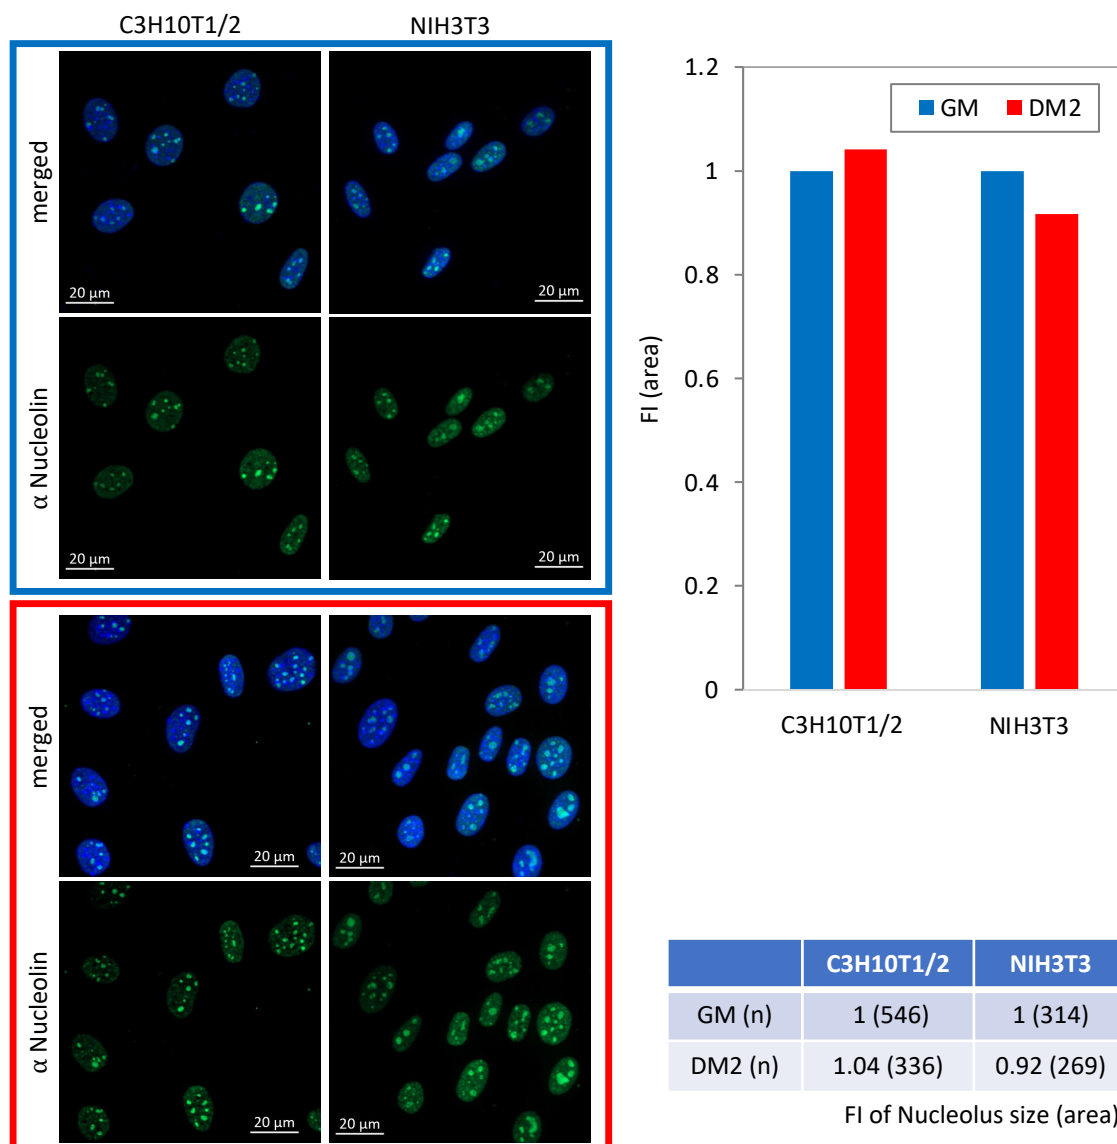 C3H10T1/2 NIH3T3
merged
20 µm
20 µm
α Nucleolin
20 µm
20 µm
merged
20 µm
20 µm
α Nucleolin
20 µm
20 µm
1.2
1
0.8
0.6
0.4
0.2
0
FI (area)
GM DM2
C3H10T1/2 NIH3T3
C3H10T1/2 NIH3T3
GM (n) 1 (546) 1 (314)
DM2 (n) 1.04 (336) 0.92 (269)
FI of Nucleolus size (area)